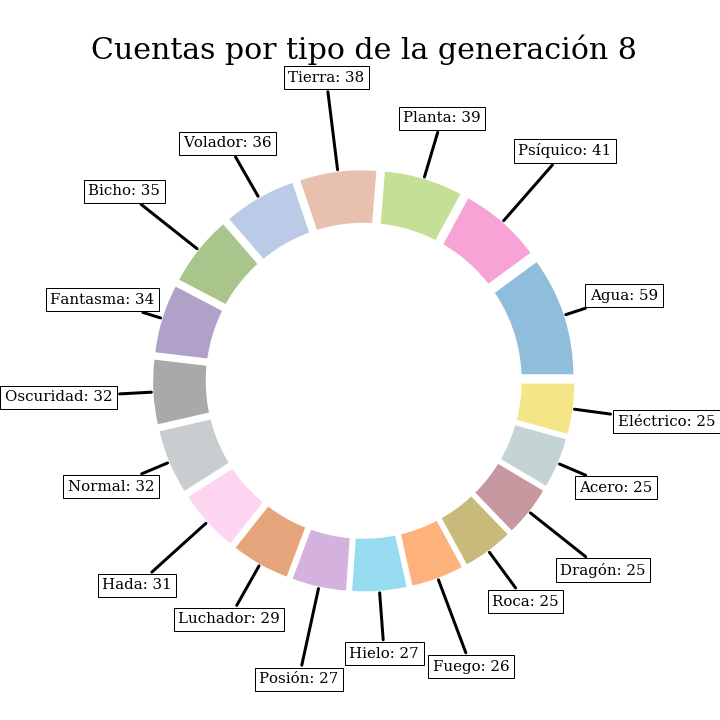 Cuentas por tipo de la generación 8
Tierra: 38
Planta: 39
Volador: 36
Psíquico: 41
Bicho: 35
Agua: 59
Fantasma: 34
Oscuridad: 32
Eléctrico: 25
Normal: 32
Acero: 25
Dragón: 25
Hada: 31
Roca: 25
Luchador: 29
Hielo: 27
Fuego: 26
Posión: 27